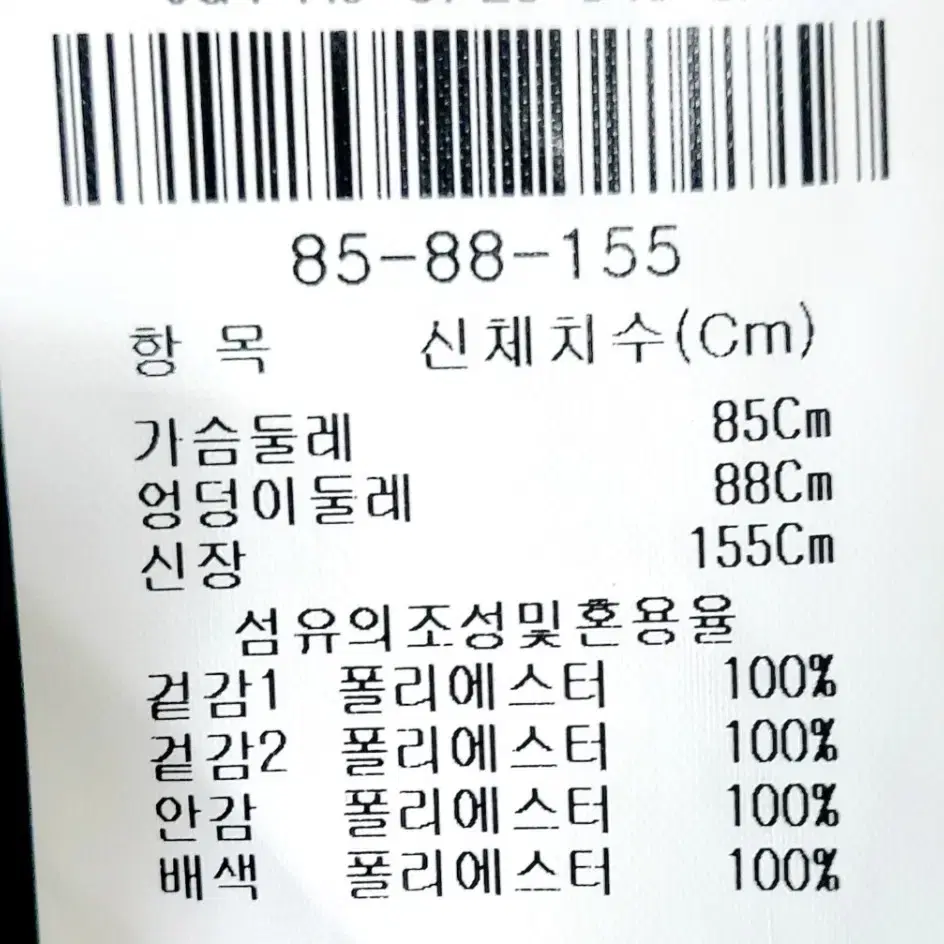 85-88-155
항 목 신체치수(Cm)
가슴둘레 85Cm
엉덩이둘레 88Cm
신장 155Cm
섬유의조성및혼용율
겉감1 폴리에스터 100%
겉감2 폴리에스터 100%
안감 폴리에스터 100%
배색 폴리에스터 100%